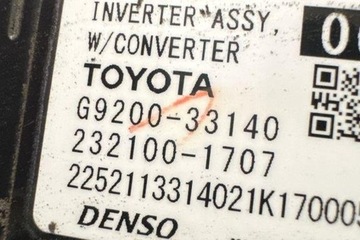 INVERTER ASSY,
W/CONVERTER
TOYOTA
G9200-33140
232100-1707
2252113314021K17000
DENSO